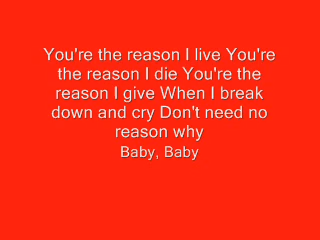 You're the reason I live You're
the reason I die You're the
reason I give When I break
down and cry Don't need no
reason why
Baby, Baby